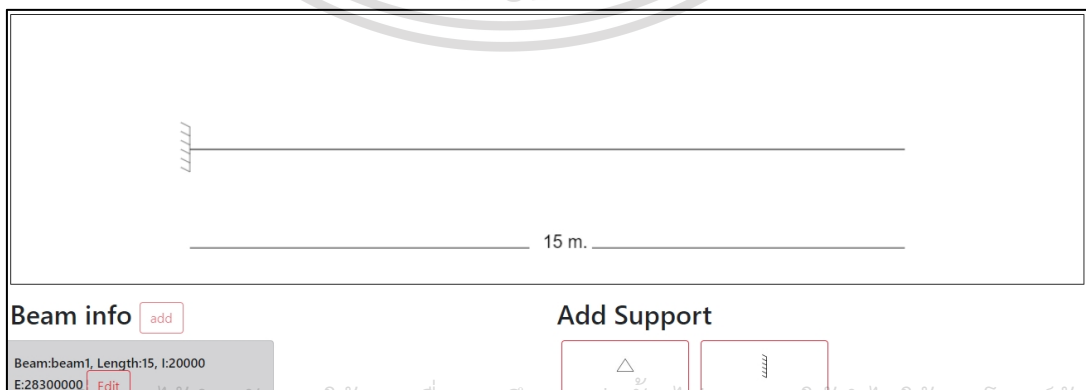 15 m.
Beam info add
Add Support
Beam:beam1, Length:15, I:20000
E:28300000 Edit